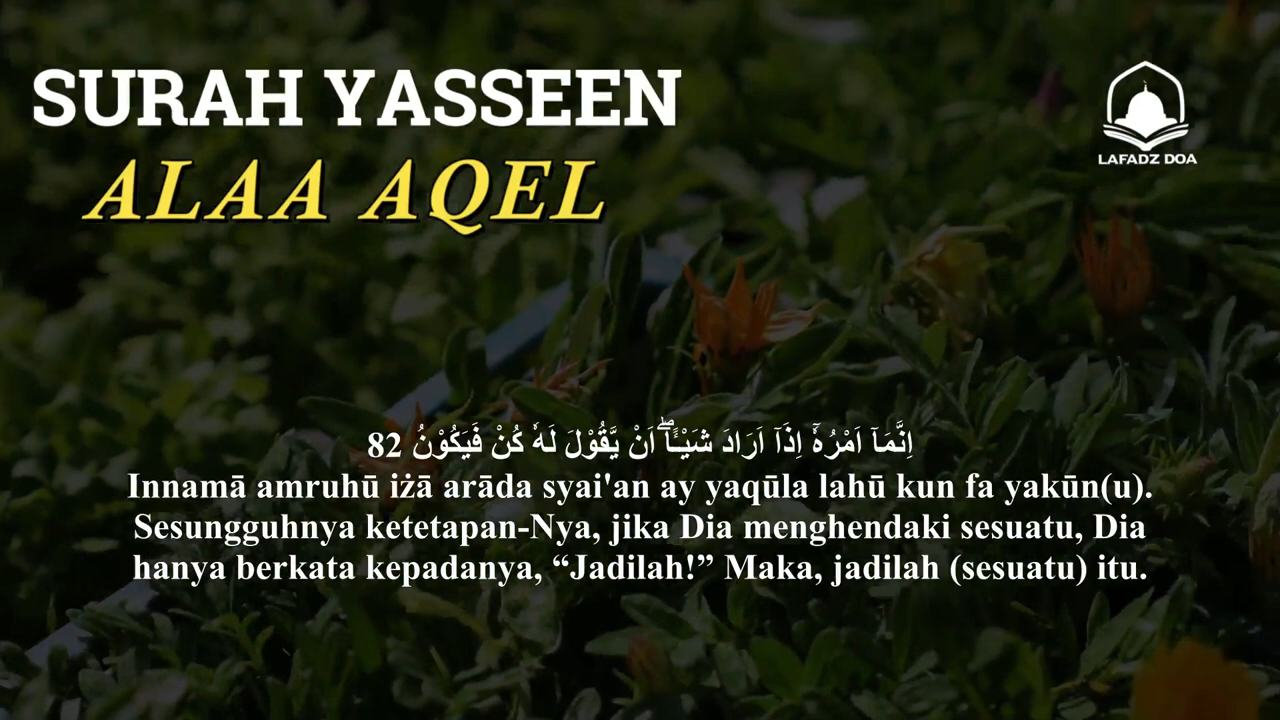 SURAH YASSEEN
ALAA AQEL
LAFADZ DOA
اِنَّمَآ اَمْرُهٗٓ اِذَآ اَرَادَ شَيْـًٔاۖ اَنْ يَّقُوْلَ لَهٗ كُنْ فَيَكُوْنُ 82
Innamā amruhū iżā arāda syai'an ay yaqūla lahū kun fa yakūn(u).
Sesungguhnya ketetapan-Nya, jika Dia menghendaki sesuatu, Dia
hanya berkata kepadanya, “Jadilah!” Maka, jadilah (sesuatu) itu.